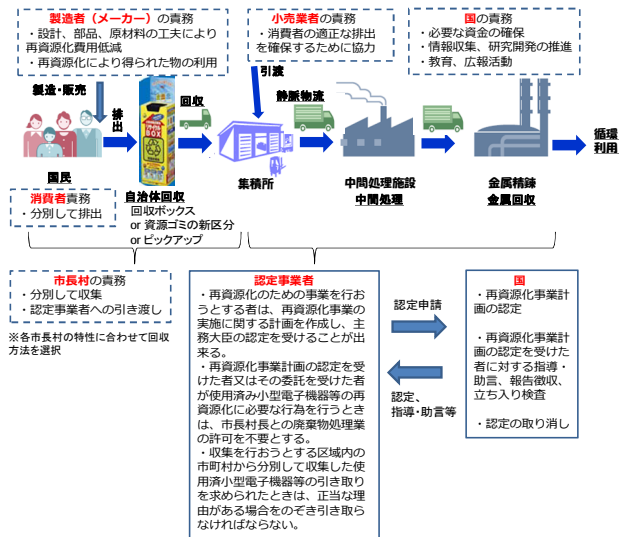 製造者（メーカー）の責務
・設計、部品、原材料の工夫により
再資源化費用低減
・再資源化により得られた物の利用
小売業者の責務
・消費者の適正な排出
を確保するために協力
国の責務
・必要な資金の確保
・情報収集、研究開発の推進
・教育、広報活動
製造・販売
排出
回収
引渡
静脈物流
循環
利用
国民
自治体回収
回収ボックス
or 資源ゴミの新区分
or ピックアップ
集積所
中間処理施設
中間処理
金属精錬
金属回収
消費者責務
・分別して排出
市長村の責務
・分別して収集
・認定事業者への引き渡し
※各市長村の特性に合わせて回収
方法を選択
認定事業者
・再資源化のための事業を行お
うとする者は、再資源化事業の
実施に関する計画を作成し、主
務大臣の認定を受けることが出
来る。
・再資源化事業計画の認定を受
けた者又はその委託を受けた者
が使用済み小型電子機器等の再
資源化に必要な行為を行うとき
は、市長村長との廃棄物処理業
の許可を不要とする。
・収集を行おうとする区域内の
市町村から分別して収集した使
用済小型電子機器等の引き取り
を求められたときは、正当な理
由がある場合をのぞき引き取ら
なければならない。
認定申請
認定、
指導・助言等
国
・再資源化事業計
画の認定
・再資源化事業計
画の認定を受けた
者に対する指導・
助言、報告徴収、
立ち入り検査
・認定の取り消し